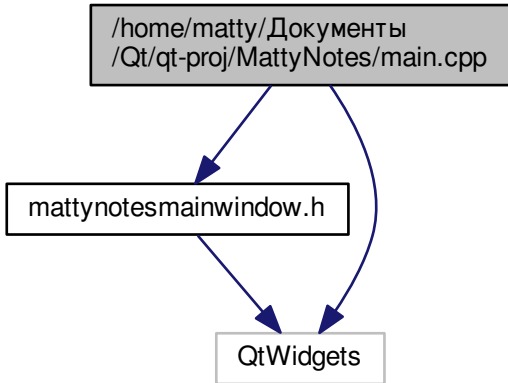 /home/matty/Документы
/Qt/qt-proj/MattyNotes/main.cpp
mattynotesmainwindow.h
QtWidgets